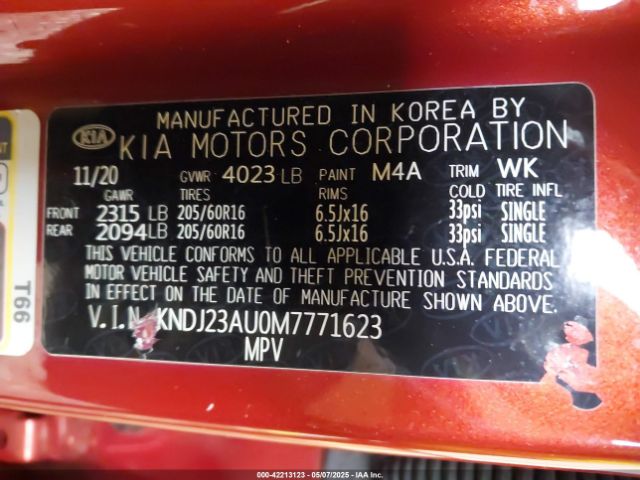 MANUFACTURED IN KOREA BY
KIA KIA MOTORS CORPORATION
11/20 GVWR 4023 LB PAINT M4A TRIM WK
GAWR TIRES RIMS COLD TIRE INFL
FRONT 2315 LB 205/60R16 6.5Jx16 33psi SINGLE
REAR 2094 LB 205/60R16 6.5Jx16 33psi SINGLE
THIS VEHICLE CONFORMS TO ALL APPLICABLE U.S.A. FEDERAL
MOTOR VEHICLE SAFETY AND THEFT PREVENTION STANDARDS
IN EFFECT ON THE DATE OF MANUFACTURE SHOWN ABOVE.
V.I.N KNDJ23AU0M7771623
MPV
T66
000-42213123 - 05/07/2025 - IAA Inc.